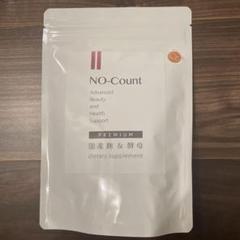 NO-Count
Advanced
Beauty
and
Health
Support
PREMIUM
国産麹 & 酵母
dietary supplement